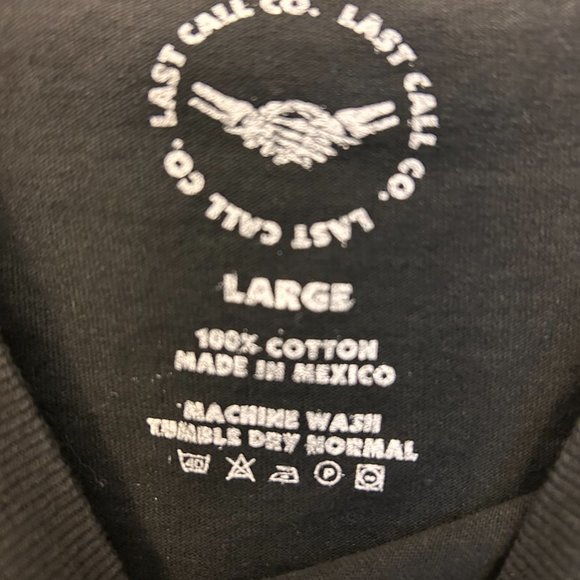 LAST CALL CO. LAST CALL CO. LAST CALL CO.
LARGE
100% COTTON
MADE IN MEXICO
MACHINE WASH
TUMBLE DRY NORMAL
40 P